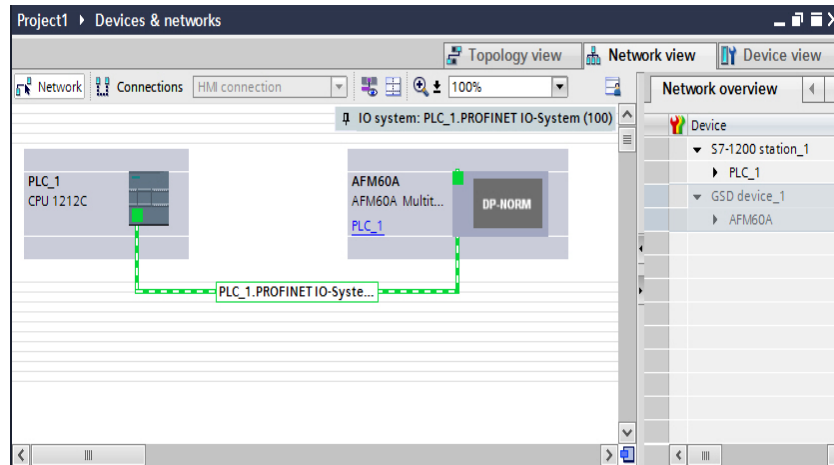 Project1 ▸ Devices & networks
Topology view
Network view
Device view
Network
Connections
HMI connection
100%
Network overview
IO system: PLC_1.PROFINET IO-System (100)
Device
S7-1200 station_1
PLC_1
GSD device_1
AFM60A
PLC_1
CPU 1212C
AFM60A
AFM60A Multit...
PLC_1
DP-NORM
PLC_1.PROFINET IO-Syste...